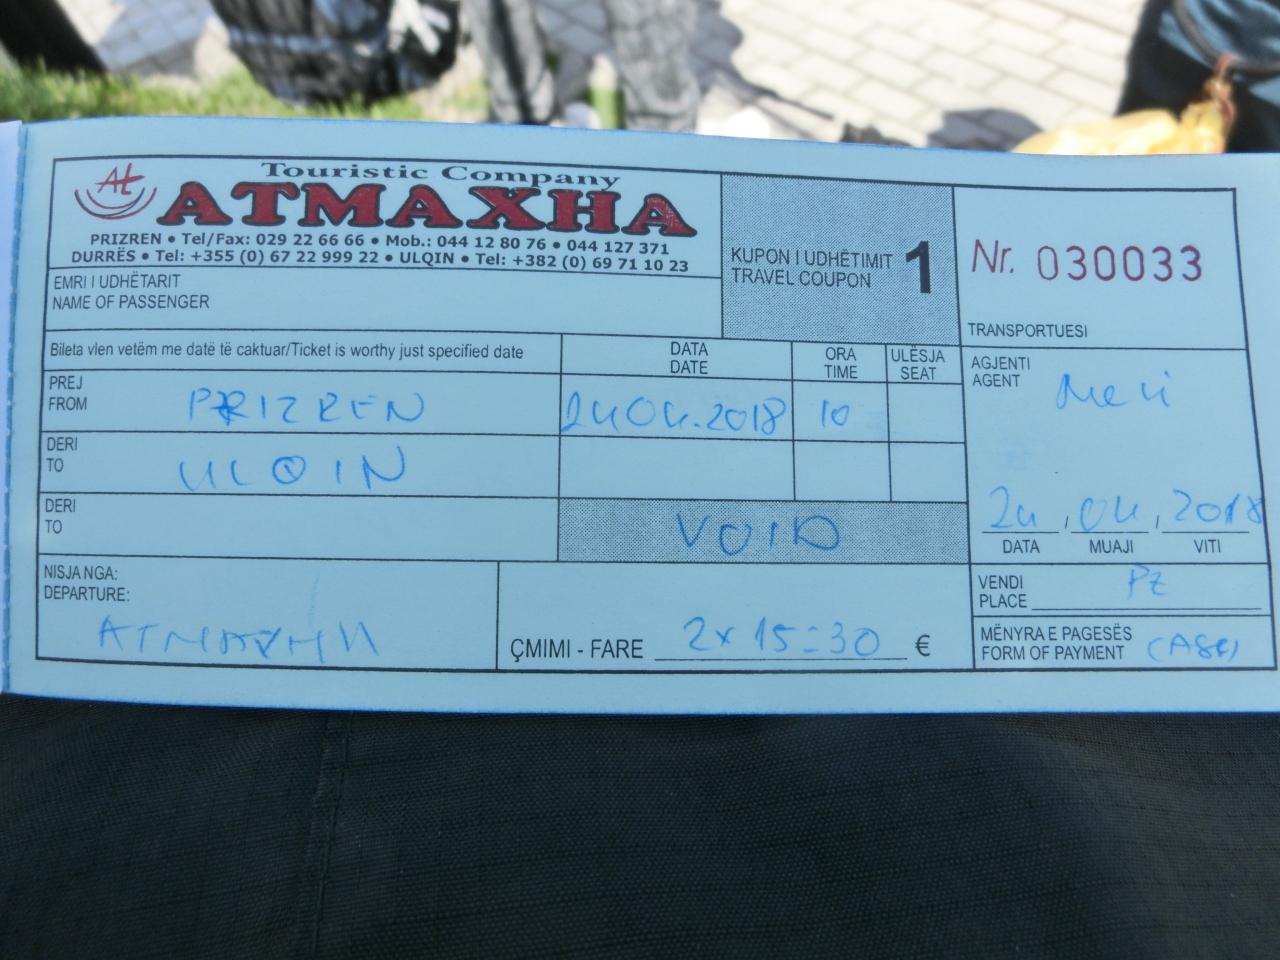 At
Touristic Company
ATMAXHA
PRIZREN • Tel/Fax: 029 22 66 66 • Mob.: 044 12 80 76 • 044 127 371
DURRËS • Tel: +355 (0) 67 22 999 22 • ULQIN • Tel: +382 (0) 69 71 10 23
KUPON I UDHËTIMIT 1
TRAVEL COUPON
Nr. 030033
TRANSPORTUESI
EMRI I UDHËTARIT
NAME OF PASSENGER
Bileta vlen vetëm me datë të caktuar/Ticket is worthy just specified date
DATA
DATE
ORA
TIME
ULËSJA
SEAT
AGJENTI
AGENT
PREJ
FROM
PRIZREN 24.04.2018 10
DERI
TO
ULQIN
DERI
TO
VOID
24, 04, 2018
DATA MUAJI VITI
NISJA NGA:
DEPARTURE:
ATMAXHA
ÇMIMI - FARE 2x15=30 €
VENDI
PLACE PZ
MËNYRA E PAGESËS
FORM OF PAYMENT CASH